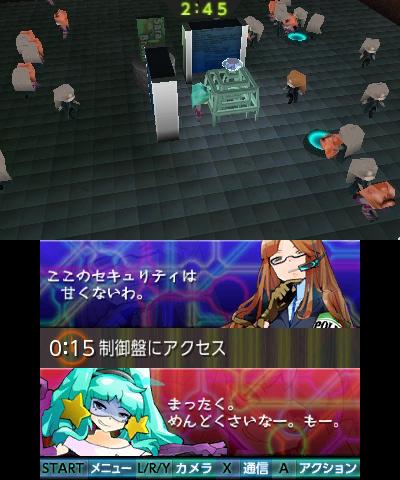 2:45
ここのセキュリティは
甘くないわ。
0:15 制御盤にアクセス
まったく。
めんどくさいなー。もー。
START メニュー L/R/Y カメラ X 通信 A アクション